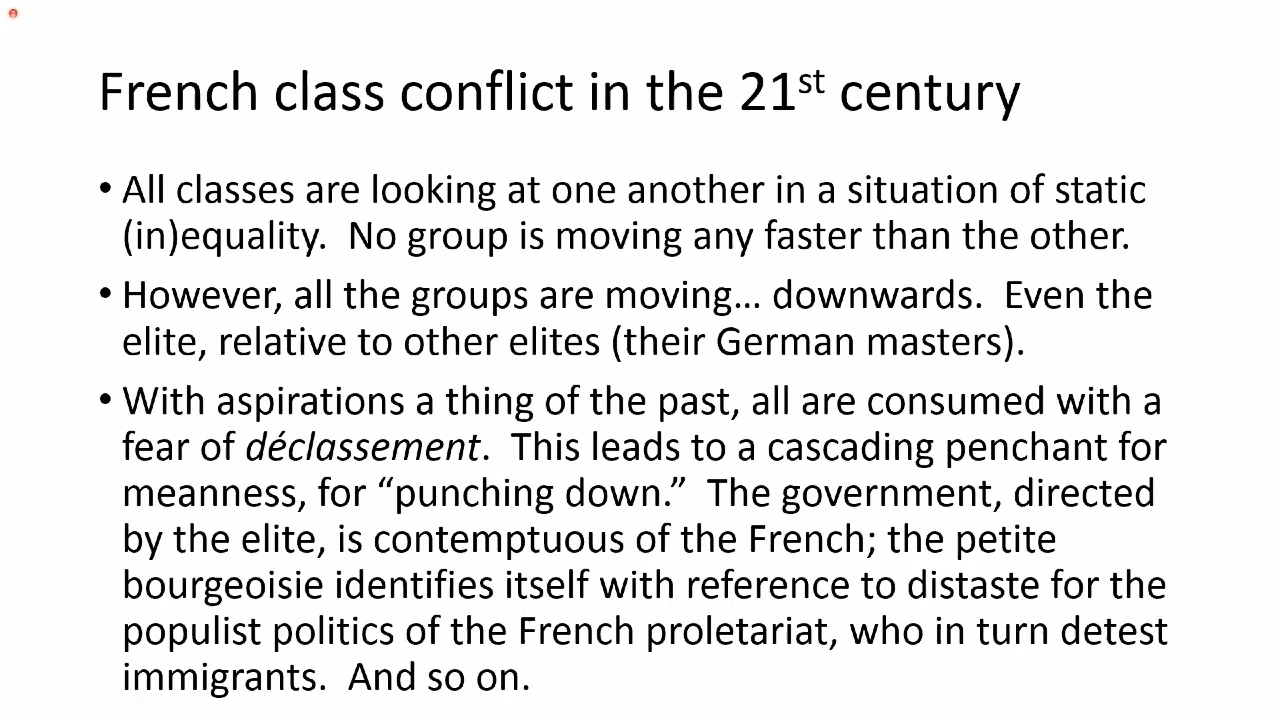 French class conflict in the 21st century
• All classes are looking at one another in a situation of static
(in)equality.  No group is moving any faster than the other.
• However, all the groups are moving… downwards.  Even the
elite, relative to other elites (their German masters).
• With aspirations a thing of the past, all are consumed with a
fear of déclassement.  This leads to a cascading penchant for
meanness, for “punching down.”  The government, directed
by the elite, is contemptuous of the French; the petite
bourgeoisie identifies itself with reference to distaste for the
populist politics of the French proletariat, who in turn detest
immigrants.  And so on.